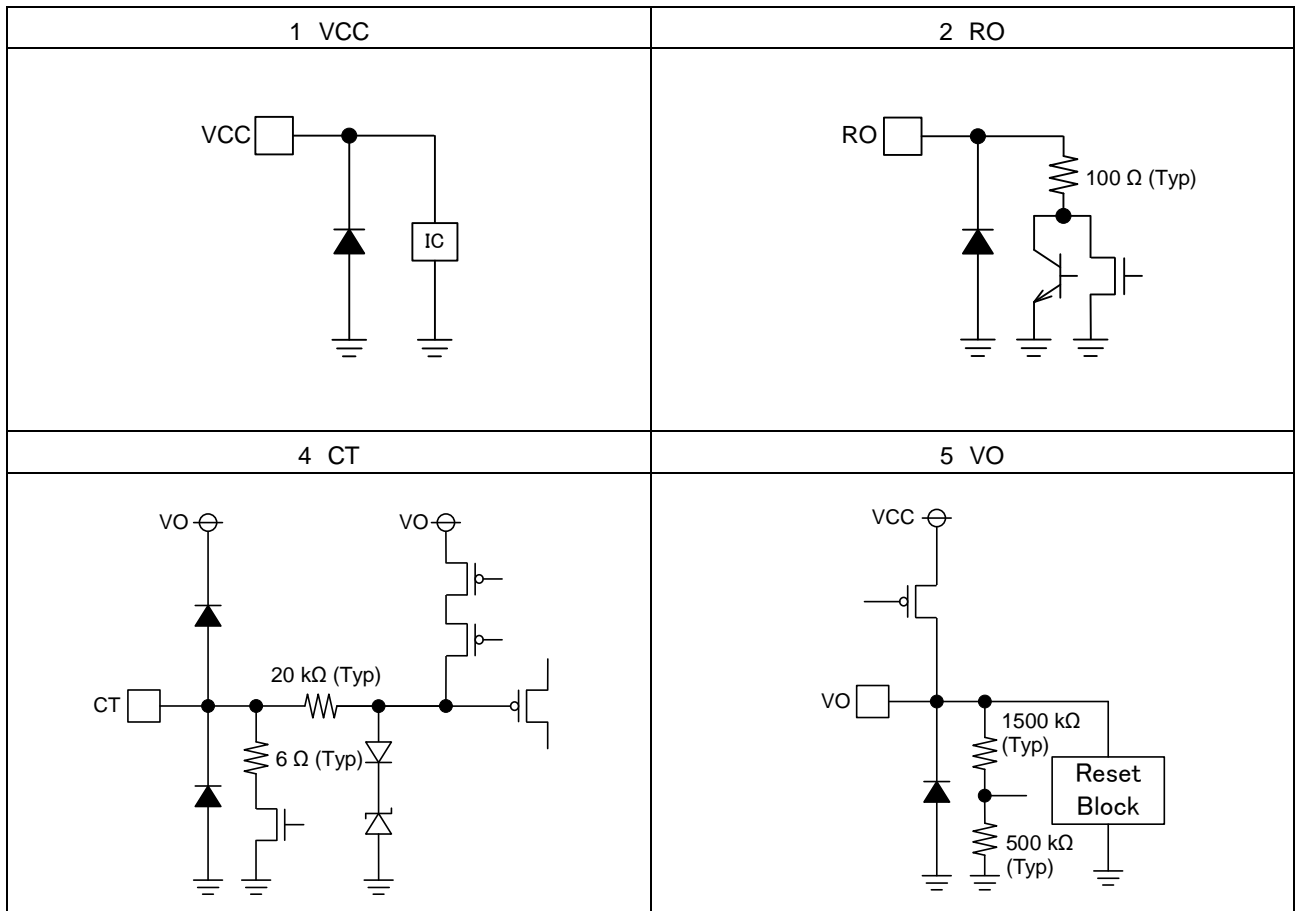 1 VCC
2 RO
VCC
IC
RO
100 Ω (Typ)
4 CT
5 VO
VO
VO
20 kΩ (Typ)
CT
6 Ω (Typ)
VCC
VO
1500 kΩ
(Typ)
Reset
Block
500 kΩ
(Typ)